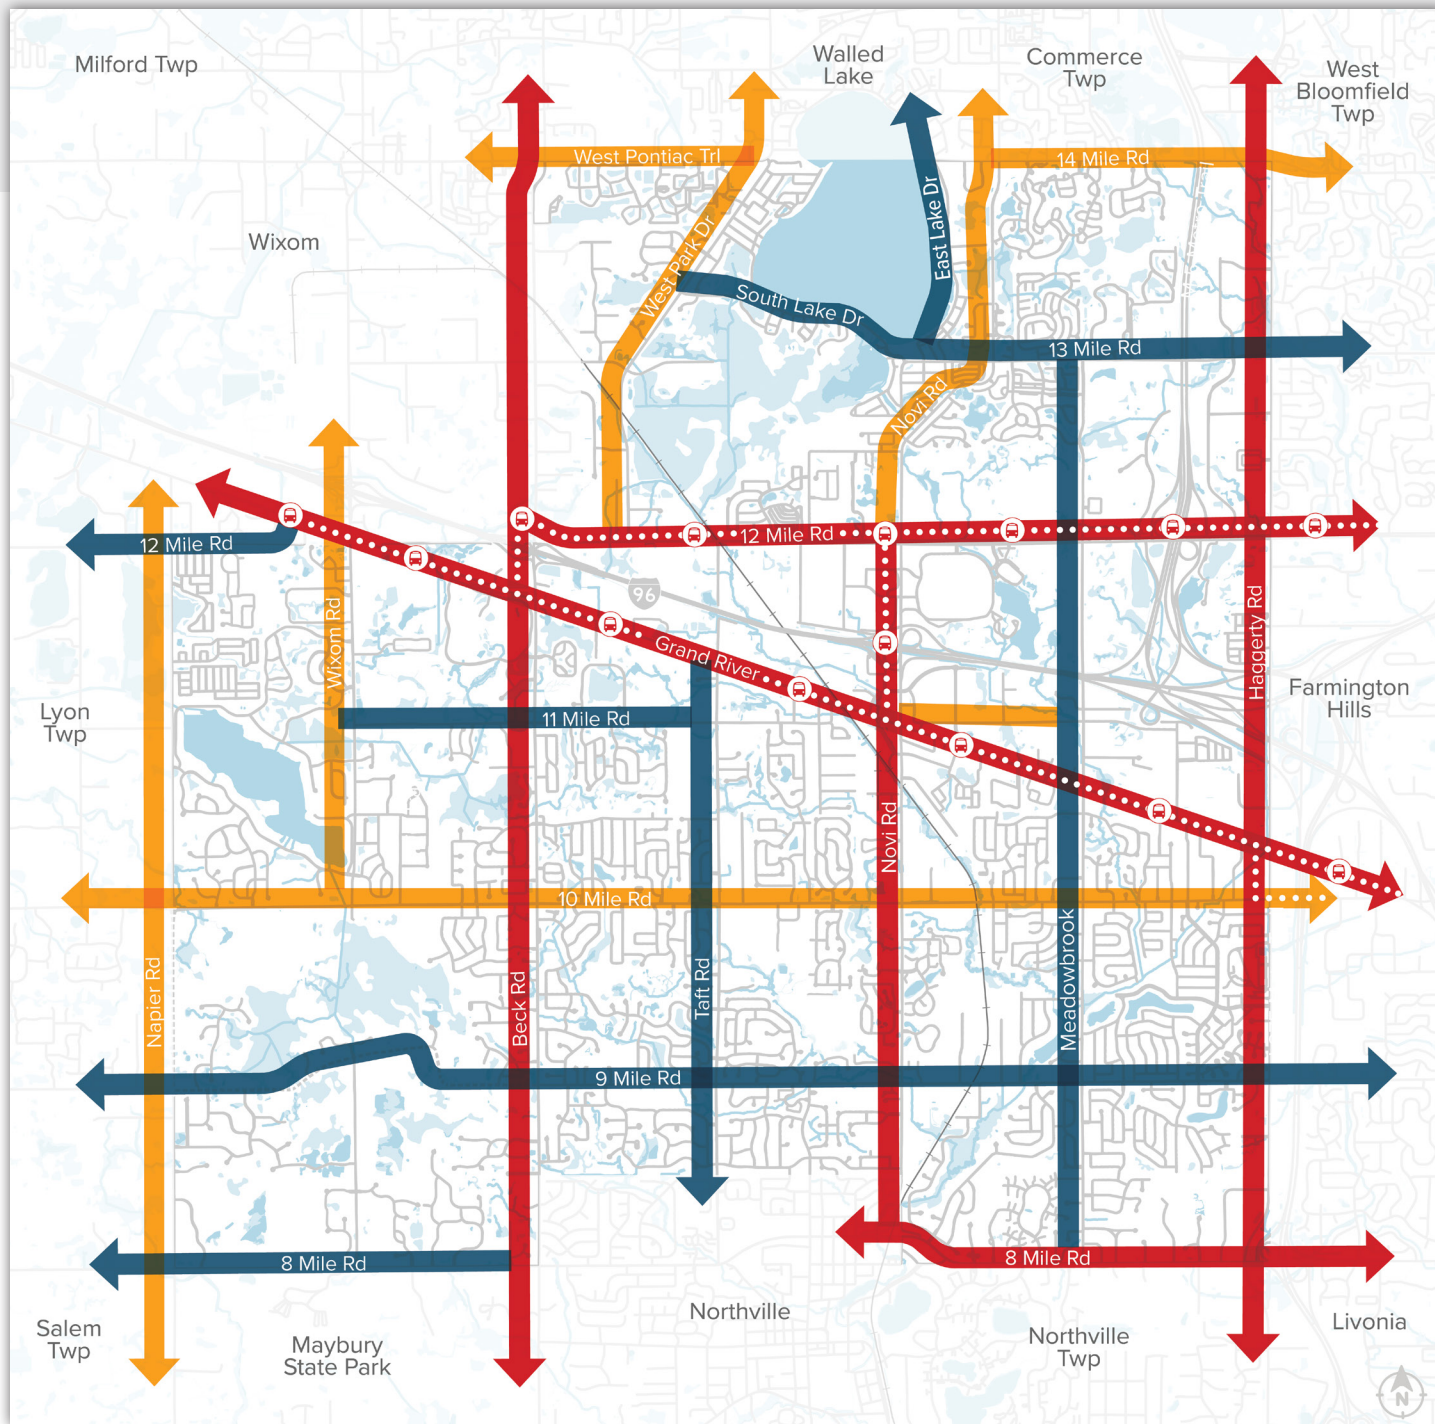 Milford Twp
Walled
Lake
Commerce
Twp
West
Bloomfield
Twp
West Pontiac Trl
14 Mile Rd
Wixom
West Park Dr
East Lake Dr
South Lake Dr
13 Mile Rd
Novi Rd
12 Mile Rd
12 Mile Rd
96
Wixom Rd
Grand River
Haggerty Rd
Lyon
Twp
11 Mile Rd
Farmington
Hills
Novi Rd
10 Mile Rd
Napier Rd
Beck Rd
Taft Rd
Meadowbrook
9 Mile Rd
8 Mile Rd
8 Mile Rd
Salem
Twp
Maybury
State Park
Northville
Northville
Twp
Livonia
N